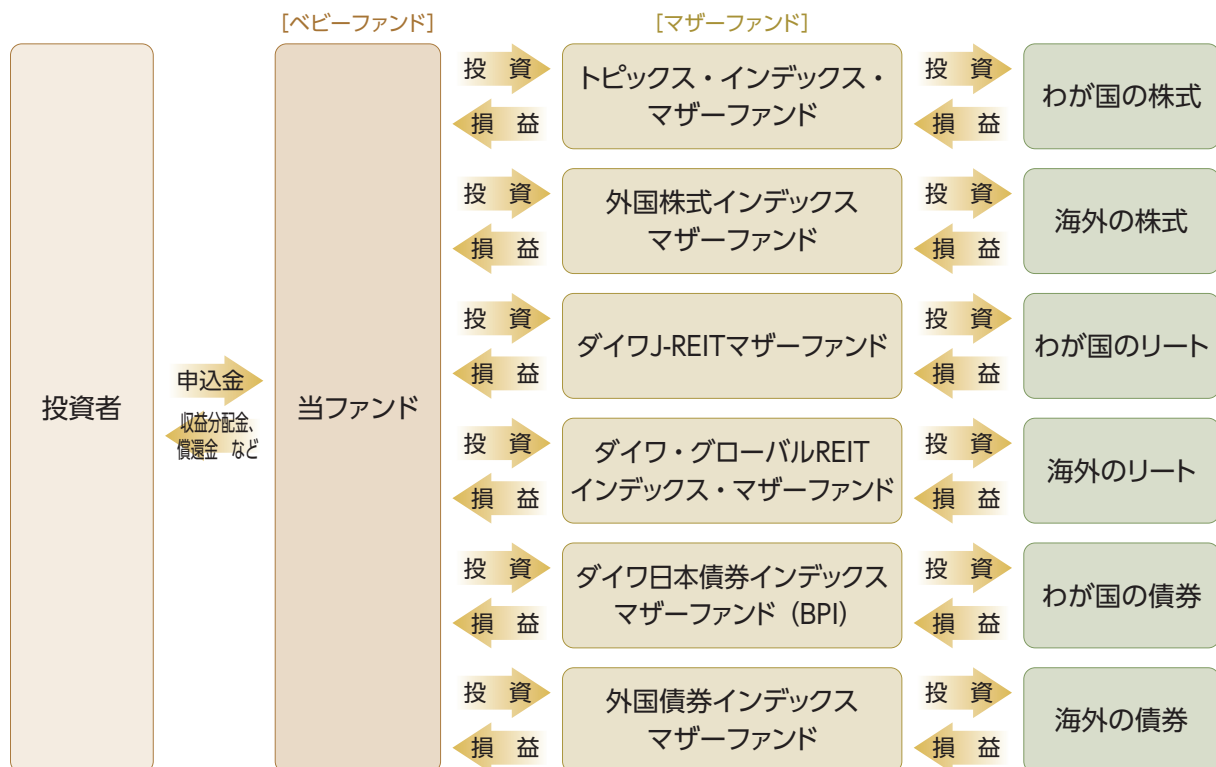 [ベビーファンド]
[マザーファンド]
投資者
申込金
収益分配金、
償還金 など
当ファンド
投 資
損 益
トピックス・インデックス・
マザーファンド
投 資
損 益
わが国の株式
投 資
損 益
外国株式インデックス
マザーファンド
投 資
損 益
海外の株式
投 資
損 益
ダイワJ-REITマザーファンド
投 資
損 益
わが国のリート
投 資
損 益
ダイワ・グローバルREIT
インデックス・マザーファンド
投 資
損 益
海外のリート
投 資
損 益
ダイワ日本債券インデックス
マザーファンド（BPI）
投 資
損 益
わが国の債券
投 資
損 益
外国債券インデックス
マザーファンド
投 資
損 益
海外の債券